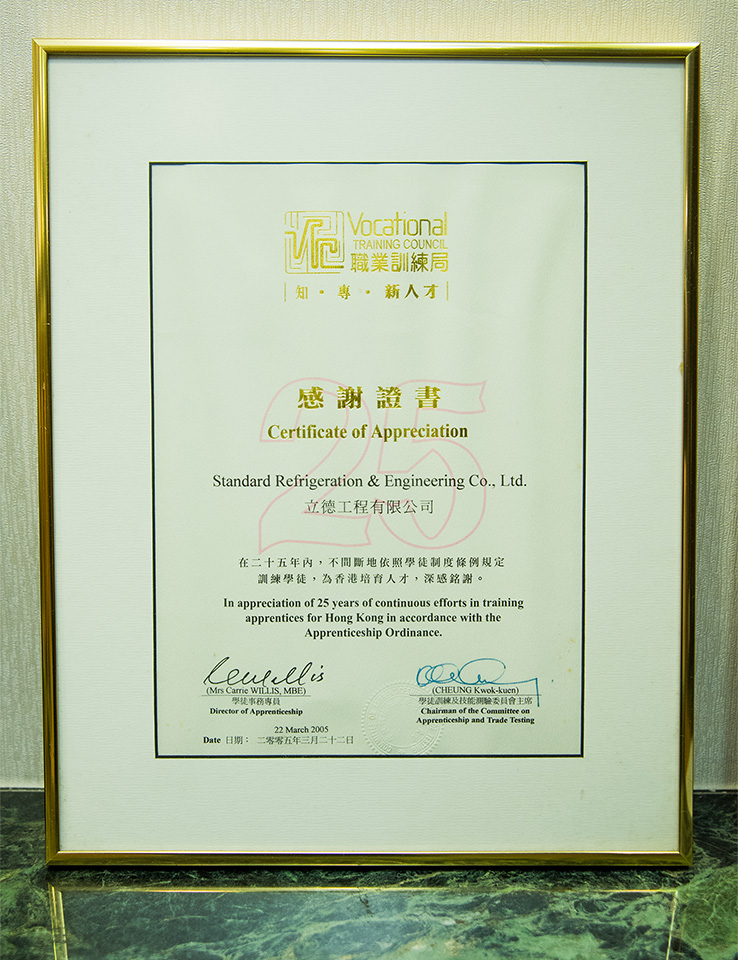 Vocational
TRAINING COUNCIL
職業訓練局
知・專・新人才
25
感謝證書
Certificate of Appreciation
Standard Refrigeration & Engineering Co., Ltd.
立德工程有限公司
在二十五年內，不間斷地依照學徒制度條例規定
訓練學徒，為香港培育人才，深感銘謝。
In appreciation of 25 years of continuous efforts in training
apprentices for Hong Kong in accordance with the
Apprenticeship Ordinance.
(Mrs Carrie WILLIS, MBE)
學徒事務專員
Director of Apprenticeship
(CHEUNG Kwok-kuen)
學徒訓練及技能測驗委員會主席
Chairman of the Committee on
Apprenticeship and Trade Testing
22 March 2005
Date 日期： 二零零五年三月二十二日